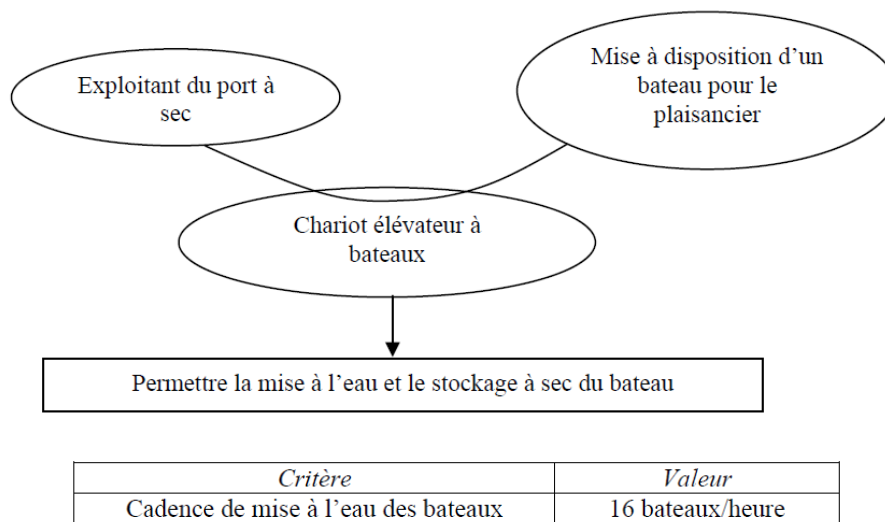 Exploitant du port à
sec
Mise à disposition d'un
bateau pour le
plaisancier
Chariot élévateur à
bateaux
Permettre la mise à l'eau et le stockage à sec du bateau
Critère Valeur
Cadence de mise à l'eau des bateaux 16 bateaux/heure